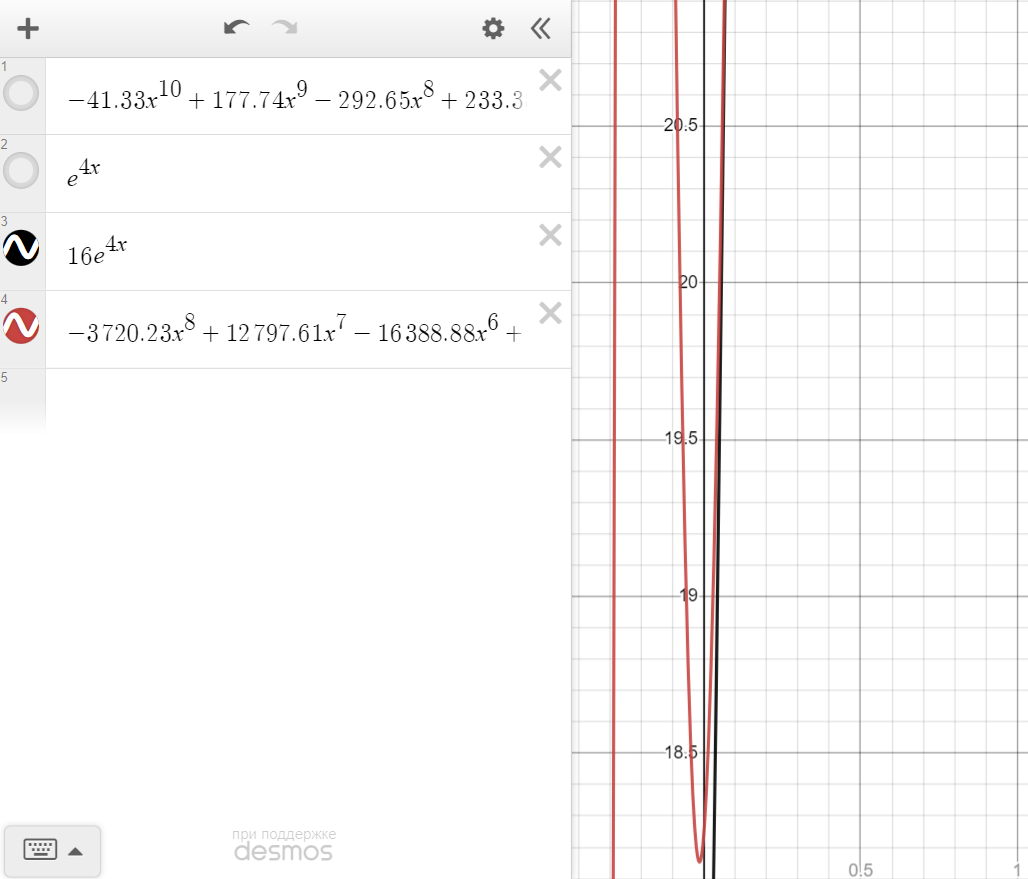 1
−41.33x^10 + 177.74x^9 − 292.65x^8 + 233.3
2
e^4x
3
16e^4x
4
−3720.23x^8 + 12797.61x^7 − 16388.88x^6 +
5
при поддержке
desmos
20.5
20
19.5
19
18.5
0.5
1